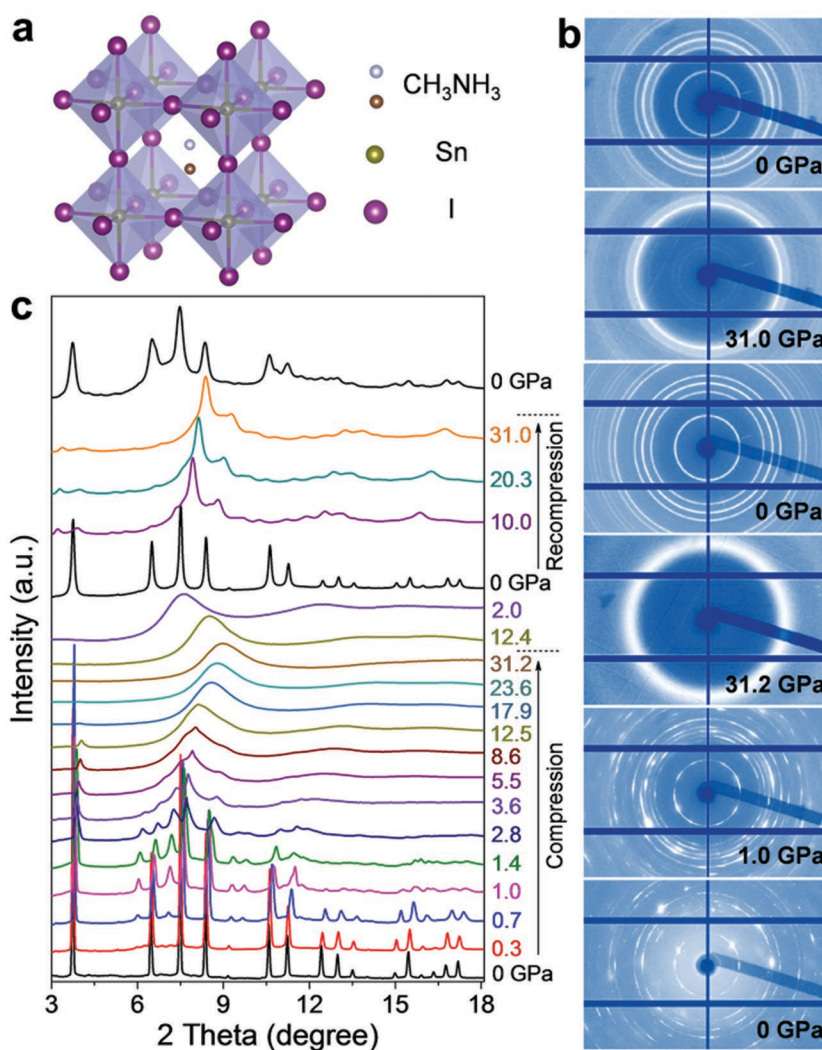 a
CH3NH3
Sn
I
b
0 GPa
31.0 GPa
0 GPa
31.2 GPa
1.0 GPa
0 GPa
c
0 GPa
31.0
20.3
10.0
0 GPa
2.0
12.4
31.2
23.6
17.9
12.5
8.6
5.5
3.6
2.8
1.4
1.0
0.7
0.3
0 GPa
Recompression
Compression
Intensity (a.u.)
3 6 9 12 15 18
2 Theta (degree)